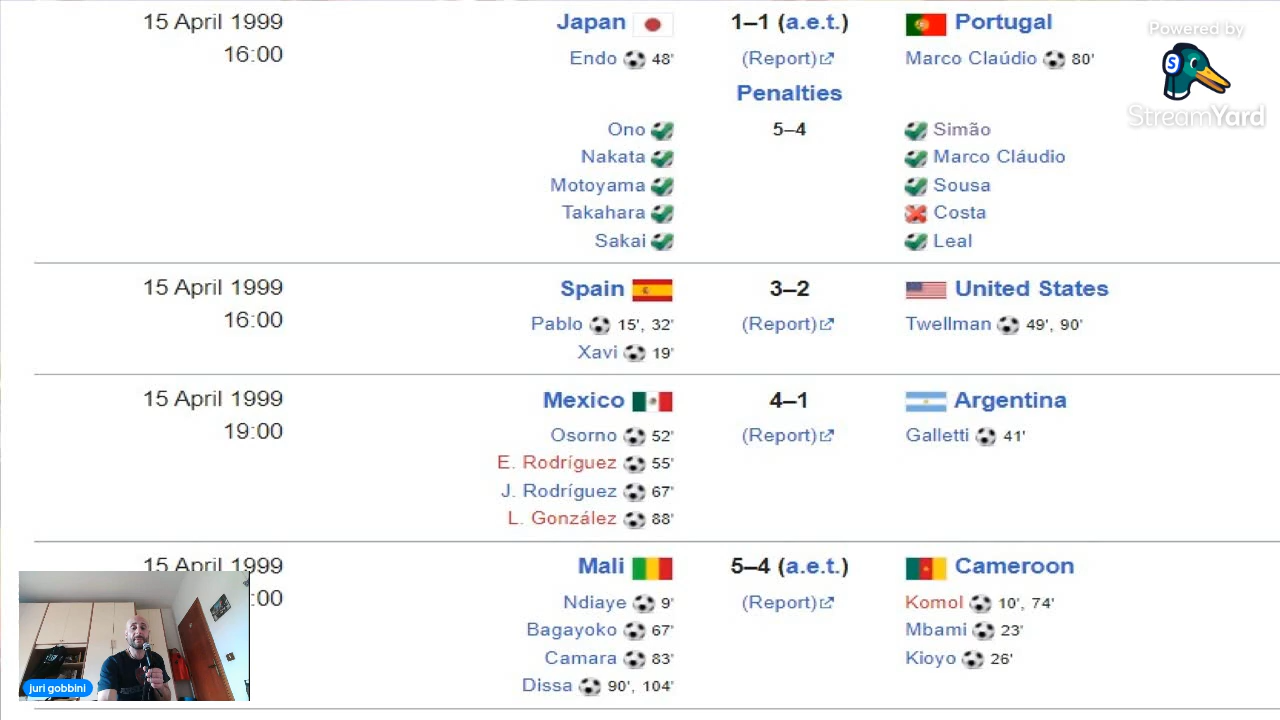 15 April 1999 Japan 1–1 (a.e.t.) Portugal
16:00 Endo 48' (Report) Marco Claúdio 80'
Powered by
StreamYard
Penalties
Ono 5–4 Simão
Nakata Marco Cláudio
Motoyama Sousa
Takahara Costa
Sakai Leal
15 April 1999 Spain 3–2 United States
16:00 Pablo 15', 32' (Report) Twellman 49', 90'
Xavi 19'
15 April 1999 Mexico 4–1 Argentina
19:00 Osorno 52' (Report) Galletti 41'
E. Rodríguez 55'
J. Rodríguez 67'
L. González 88'
15 April 1999 Mali 5–4 (a.e.t.) Cameroon
:00 Ndiaye 9' (Report) Komol 10', 74'
Bagayoko 67' Mbami 23'
Camara 83' Kioyo 26'
Dissa 90', 104'
juri gobbini